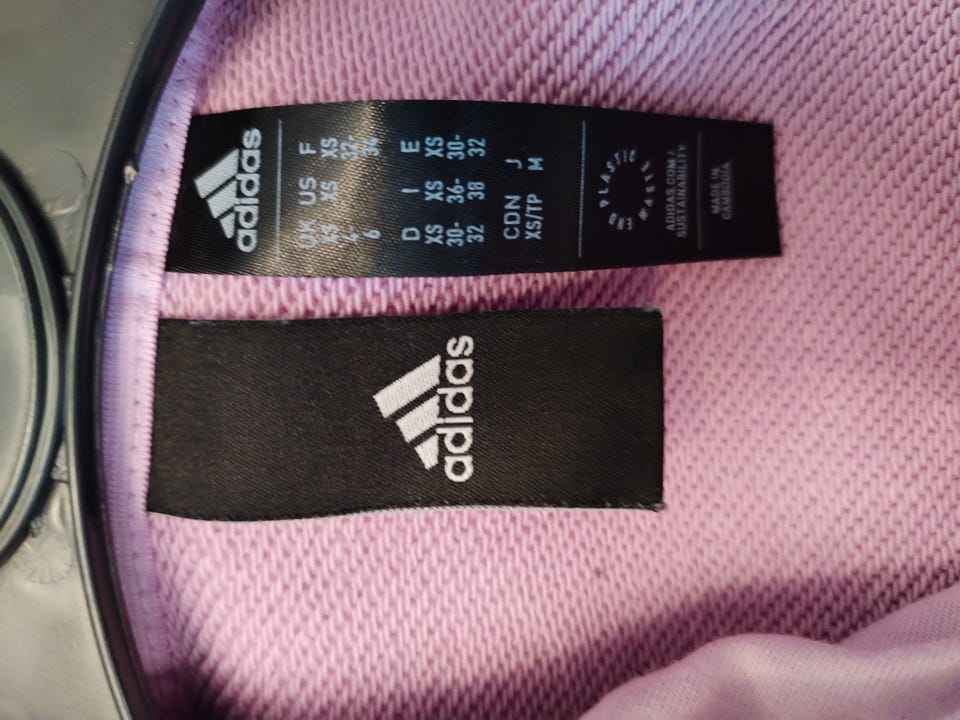 adidas
UK US F
XS XS XS
4- 32-
6 34
D I E
XS XS XS
30- 36- 30-
32 38 32
CDN J
XS/TP M
END PLASTIC WASTE
ADIDAS.COM/
SUSTAINABILITY
MADE IN
CAMBODIA
adidas